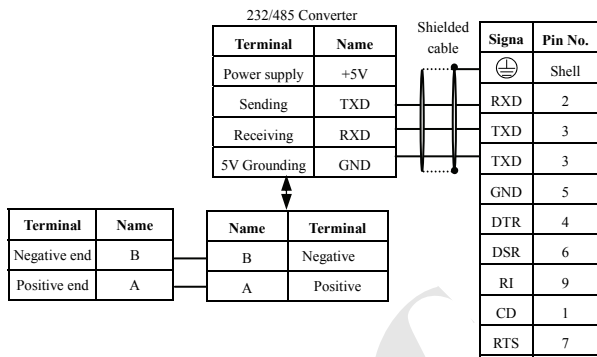 232/485 Converter
Shielded
cable
Terminal Name
Power supply +5V
Sending TXD
Receiving RXD
5V Grounding GND
Signa Pin No.
Shell
RXD 2
TXD 3
TXD 3
GND 5
DTR 4
DSR 6
RI 9
CD 1
RTS 7
Terminal Name
Negative end B
Positive end A
Name Terminal
B Negative
A Positive